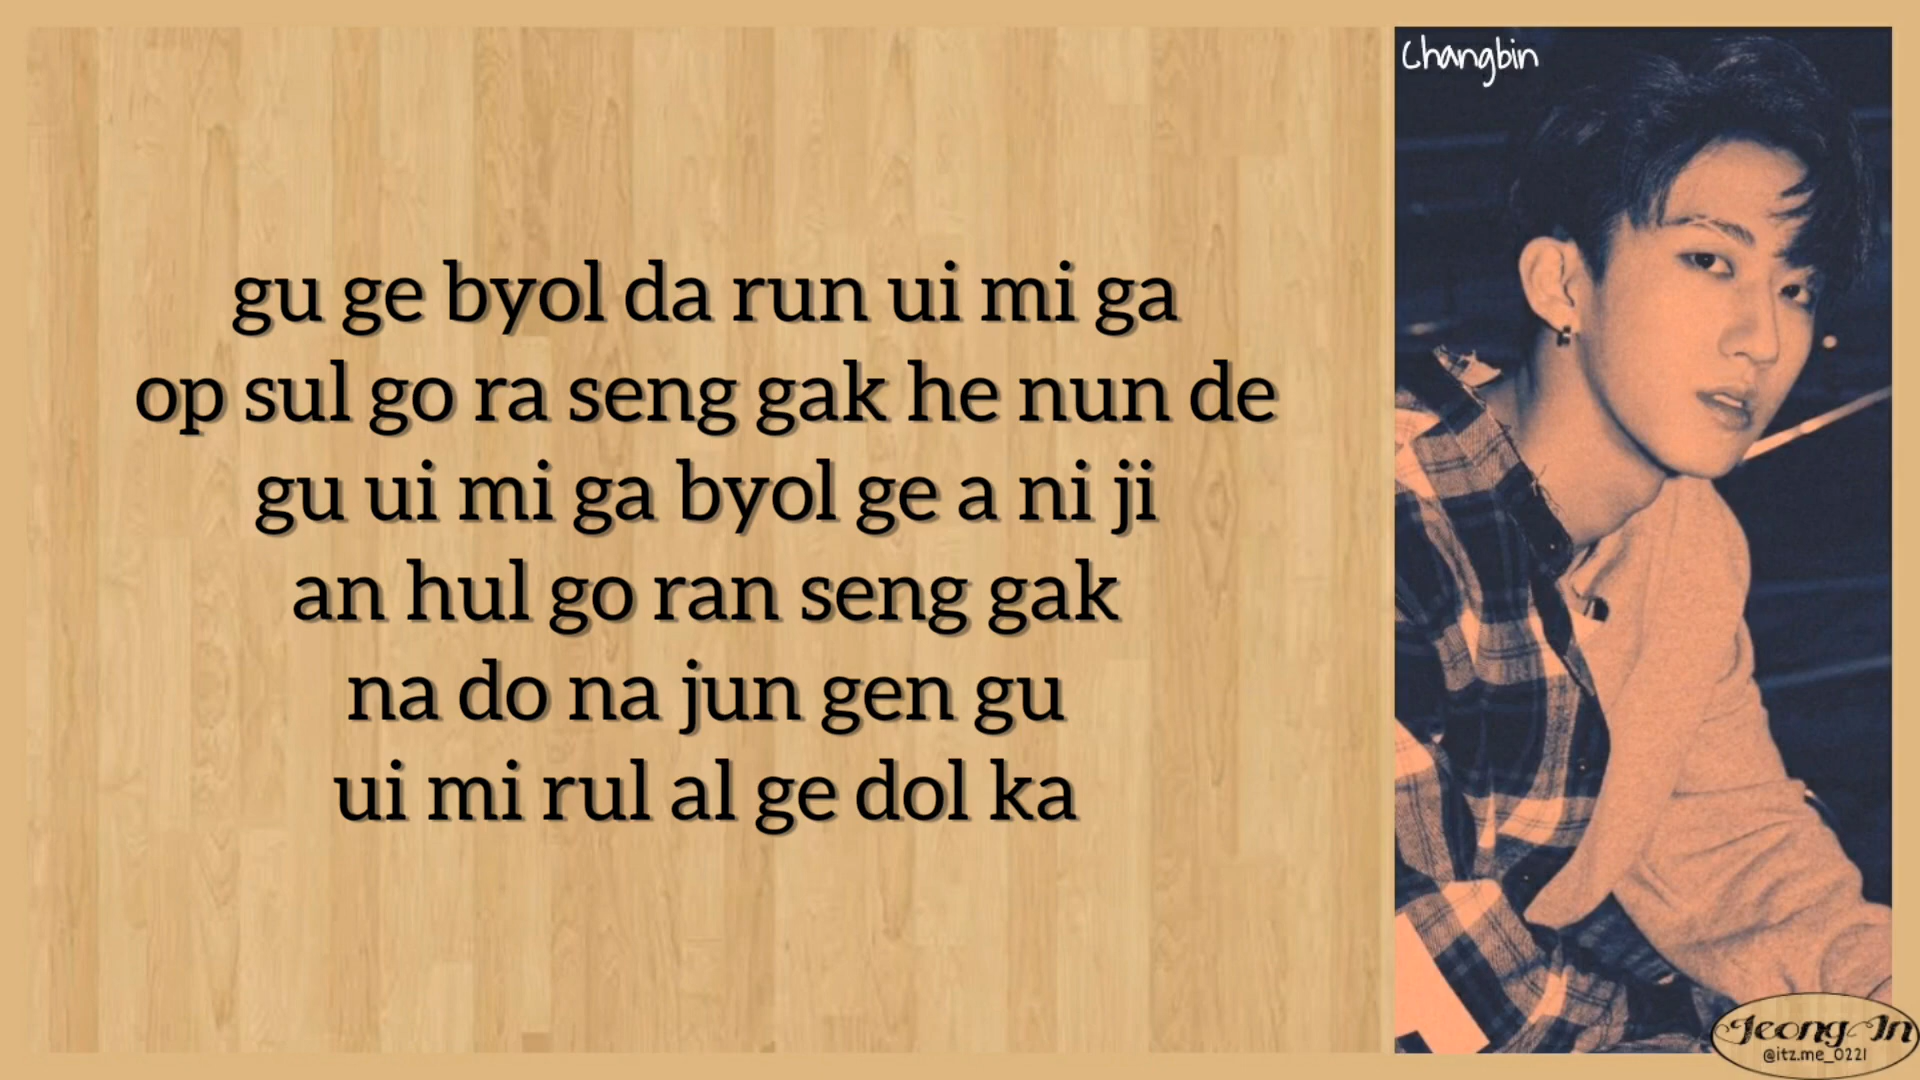 Changbin
gu ge byol da run ui mi ga
op sul go ra seng gak he nun de
gu ui mi ga byol ge a ni ji
an hul go ran seng gak
na do na jun gen gu
ui mi rul al ge dol ka
Jeong In
@itz.me_0221